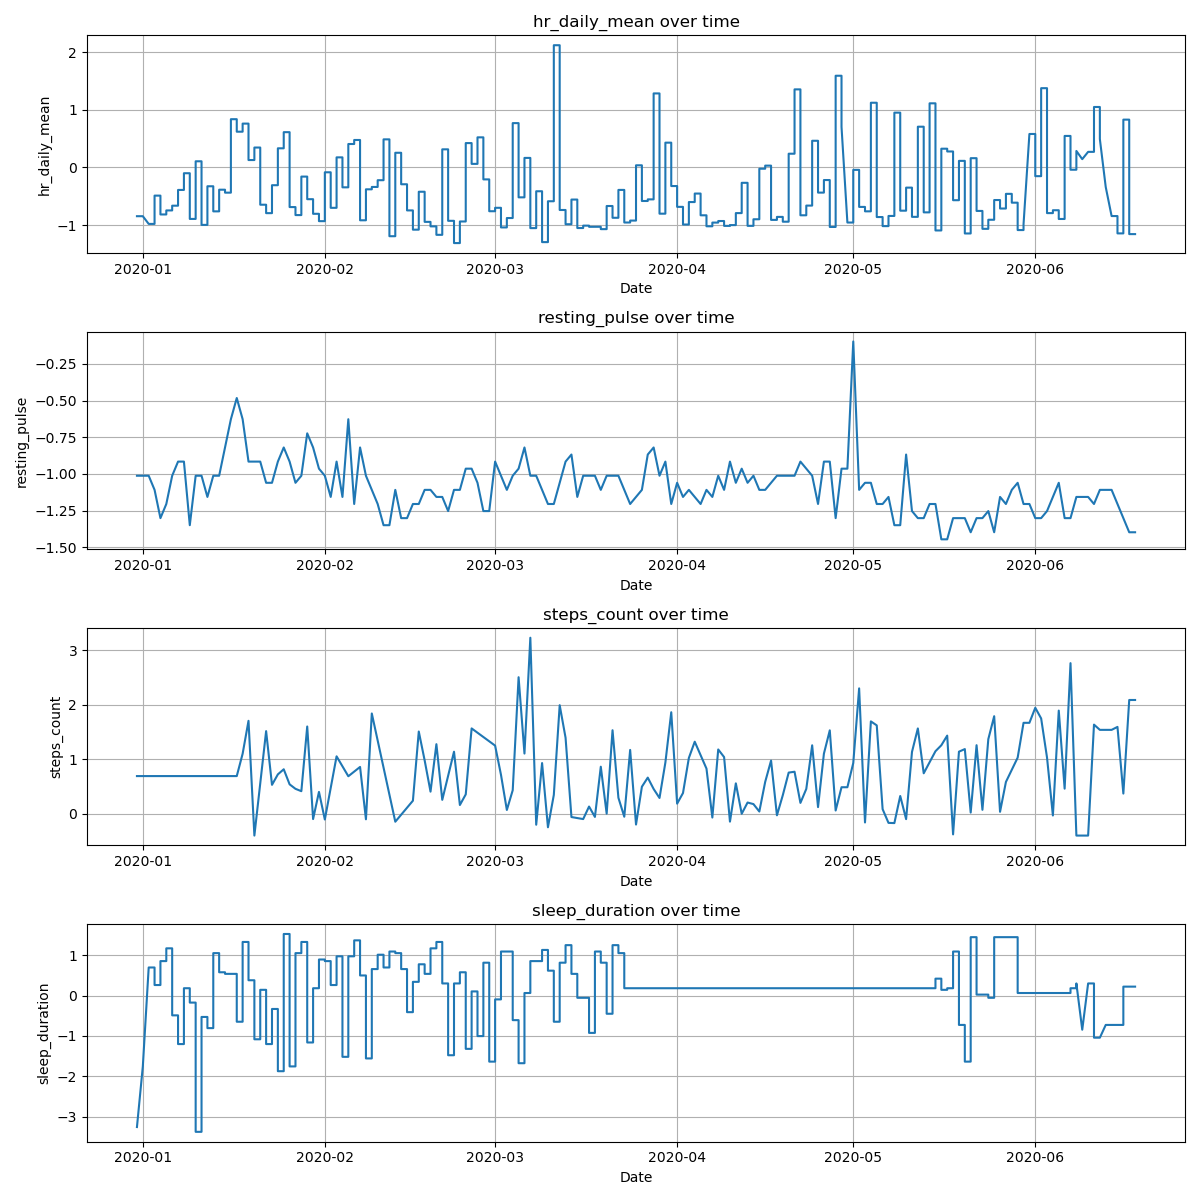 hr_daily_mean over time
hr_daily_mean
2
1
0
−1
2020-01 2020-02 2020-03 2020-04 2020-05 2020-06
Date
resting_pulse over time
resting_pulse
−0.25
−0.50
−0.75
−1.00
−1.25
−1.50
2020-01 2020-02 2020-03 2020-04 2020-05 2020-06
Date
steps_count over time
steps_count
3
2
1
0
2020-01 2020-02 2020-03 2020-04 2020-05 2020-06
Date
sleep_duration over time
sleep_duration
1
0
−1
−2
−3
2020-01 2020-02 2020-03 2020-04 2020-05 2020-06
Date